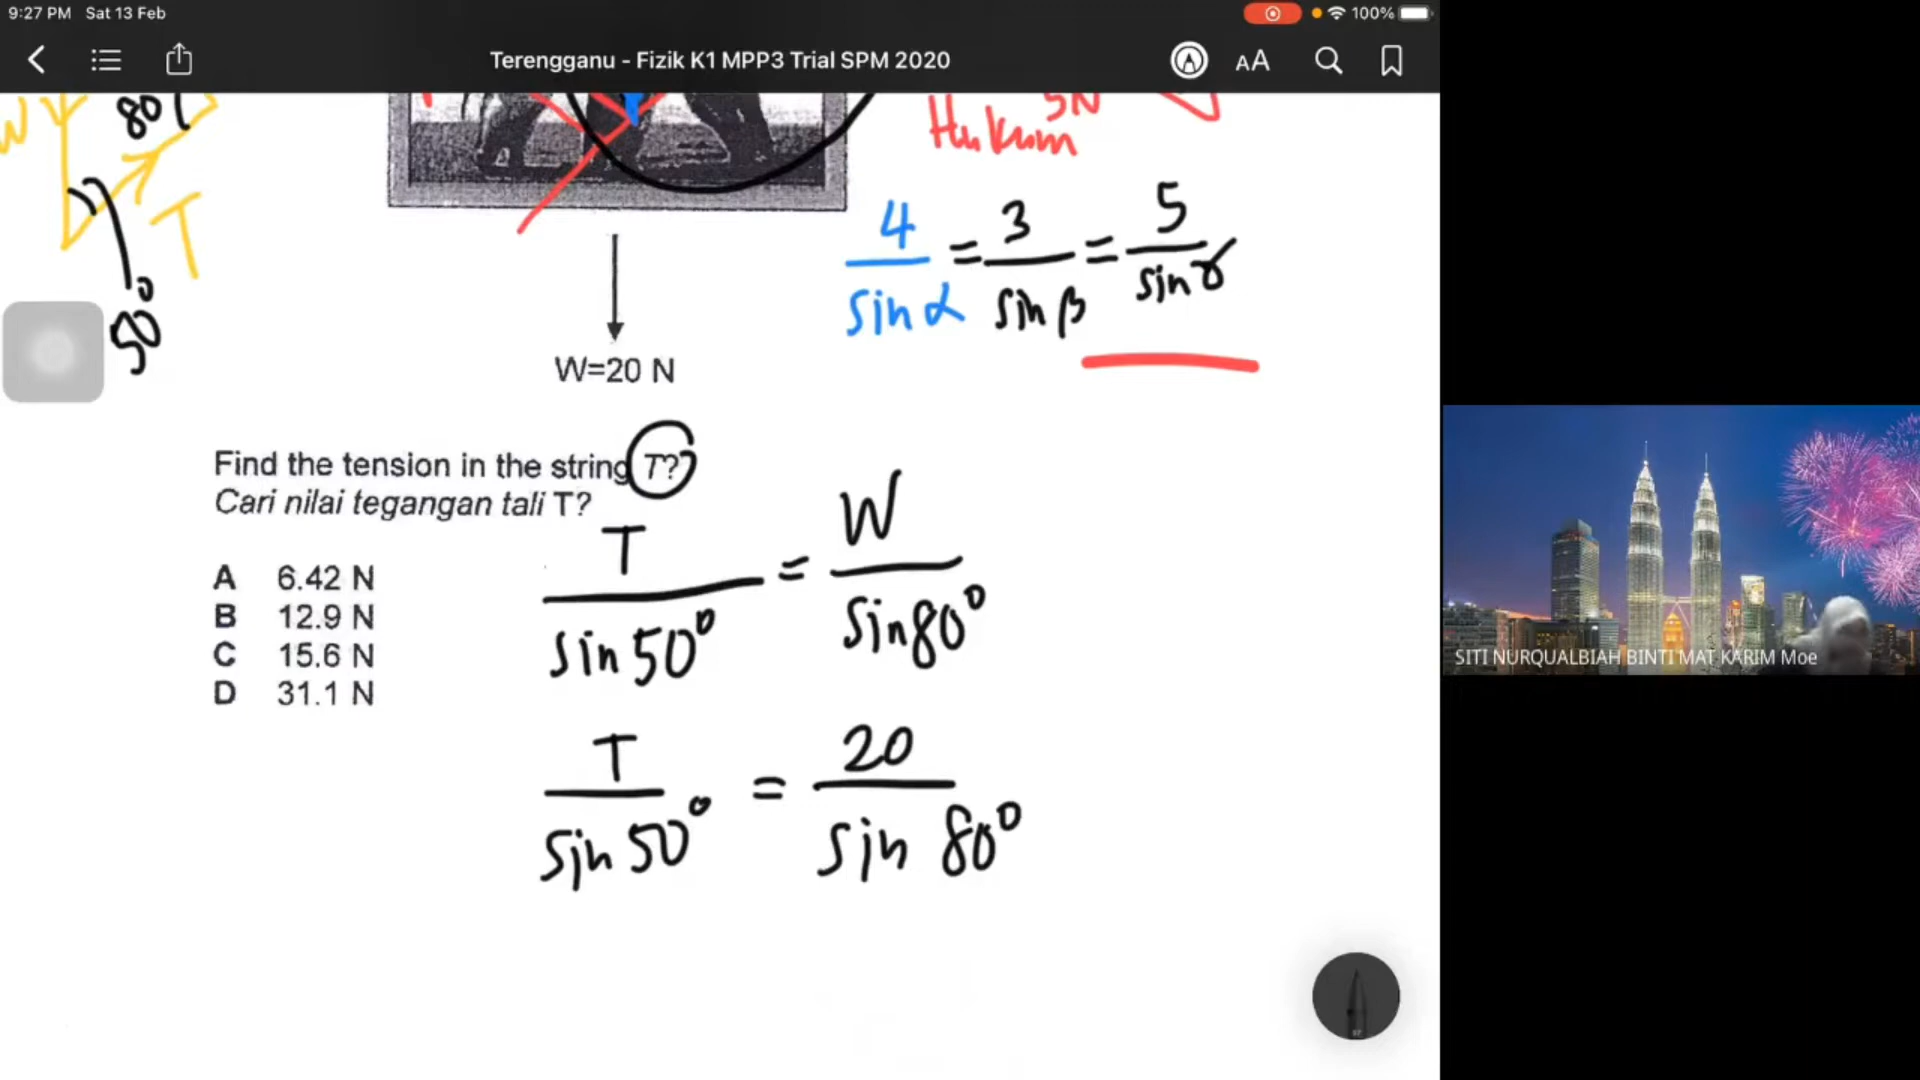 9:27 PM Sat 13 Feb
100%
Terengganu - Fizik K1 MPP3 Trial SPM 2020
AA
W
80
T
50°
5N
Hukum
4/sin α = 3/sin β = 5/sin γ
W=20 N
Find the tension in the string T?
Cari nilai tegangan tali T?
A 6.42 N
B 12.9 N
C 15.6 N
D 31.1 N
T/sin 50° = W/sin 80°
T/sin 50° = 20/sin 80°
SITI NURQUALBIAH BINTI MAT KARIM Moe